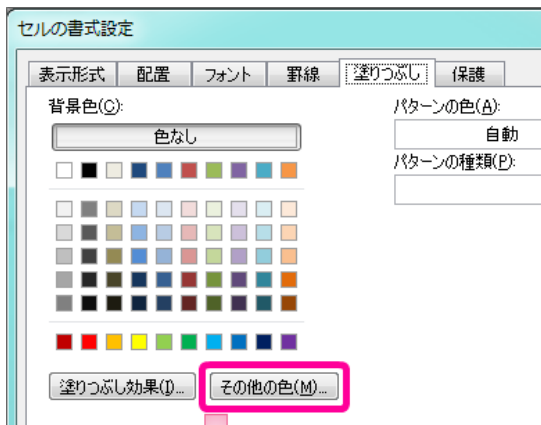 セルの書式設定
表示形式 配置 フォント 罫線 塗りつぶし 保護
背景色(C):
色なし
パターンの色(A):
自動
パターンの種類(P):
塗りつぶし効果(I)... その他の色(M)...